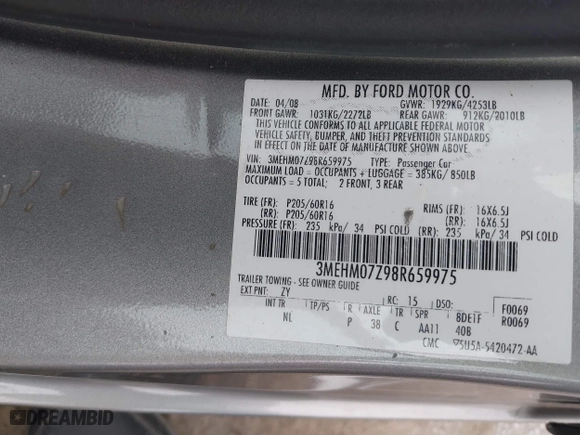 MFD. BY FORD MOTOR CO.
DATE: 04/08 GVWR: 1929KG/4253LB
FRONT GAWR: 1031KG/2272LB REAR GAWR: 912KG/2010LB
THIS VEHICLE CONFORMS TO ALL APPLICABLE FEDERAL MOTOR
VEHICLE SAFETY, BUMPER, AND THEFT PREVENTION STANDARDS
IN EFFECT ON THE DATE OF MANUFACTURE SHOWN ABOVE.
VIN: 3MEHM07Z98R659975 TYPE: Passenger Car
MAXIMUM LOAD = OCCUPANTS + LUGGAGE = 385KG/ 850LB
OCCUPANTS = 5 TOTAL; 2 FRONT, 3 REAR
TIRE (FR): P205/60R16 RIMS (FR): 16X6.5J
(RR): P205/60R16 (RR): 16X6.5J
PRESSURE (FR): 235 kPa/ 34 PSI COLD (RR): 235 kPa/ 34 PSI COLD
3MEHM07Z98R659975
TRAILER TOWING - SEE OWNER GUIDE
EXT PNT: ZY RC: 15 DSO: F0069
R0069
INT TR TP/PS R AXLE TR SPR BDETF
NL P 38 C AA11 40B
CMC 5U5A-5420472-AA
DREAMBID